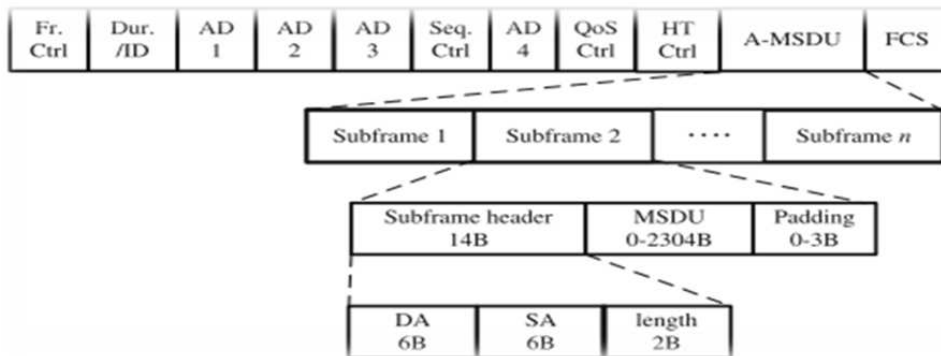 Fr. Dur. AD AD AD Seq. AD QoS HT A-MSDU FCS
Ctrl /ID 1 2 3 Ctrl 4 Ctrl Ctrl
Subframe 1 Subframe 2 .... Subframe n
Subframe header MSDU Padding
14B 0-2304B 0-3B
DA SA length
6B 6B 2B